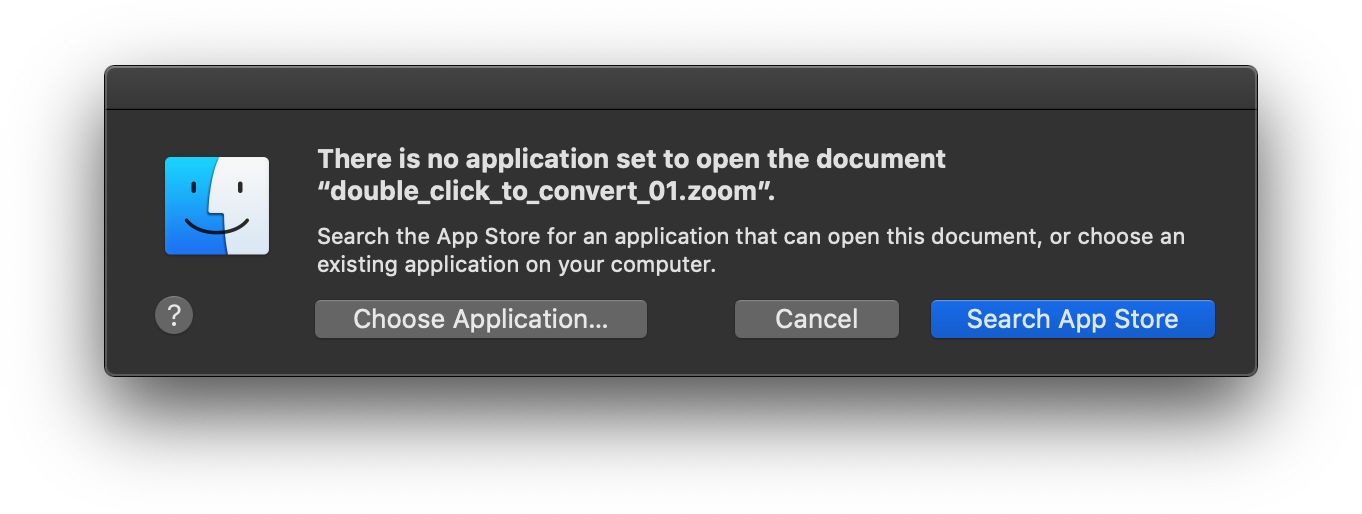 There is no application set to open the document
“double_click_to_convert_01.zoom”.
Search the App Store for an application that can open this document, or choose an
existing application on your computer.
?
Choose Application...
Cancel
Search App Store